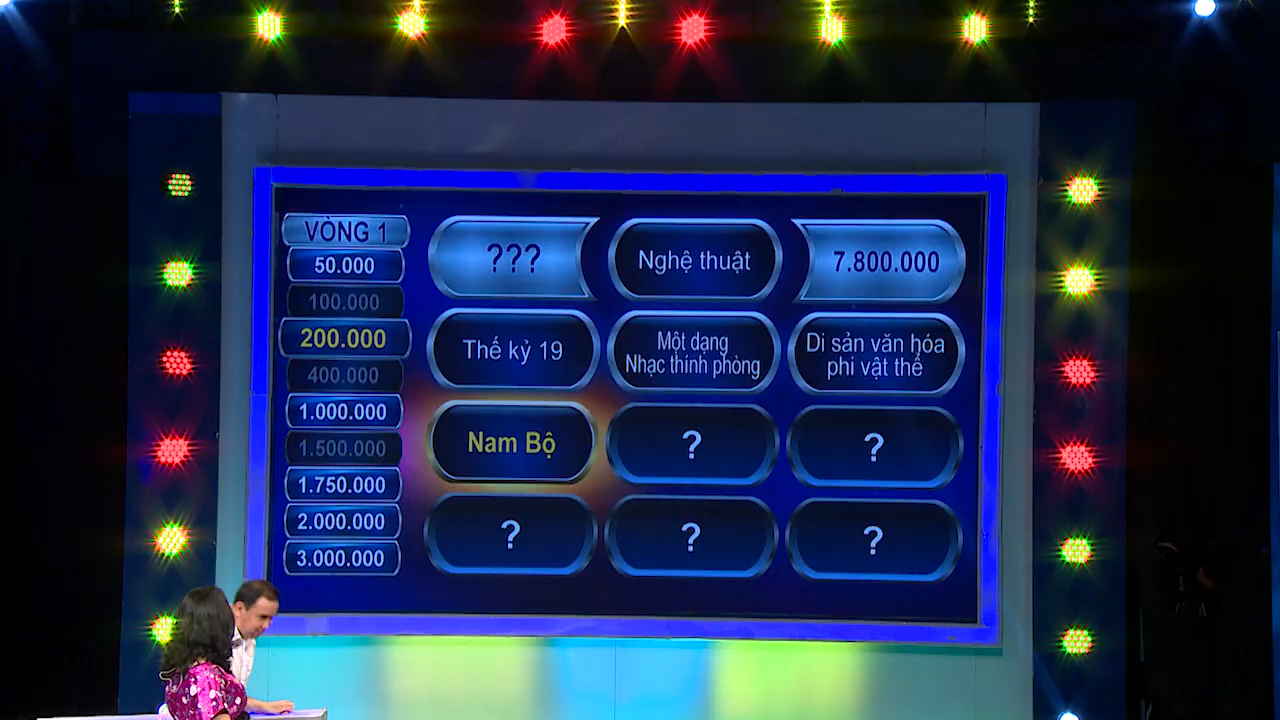 VÒNG 1
50.000
100.000
200.000
400.000
1.000.000
1.500.000
1.750.000
2.000.000
3.000.000
???
Nghệ thuật
7.800.000
Thế kỷ 19
Một dạng
Nhạc thính phòng
Di sản văn hóa
phi vật thể
Nam Bộ
?
?
?
?
?